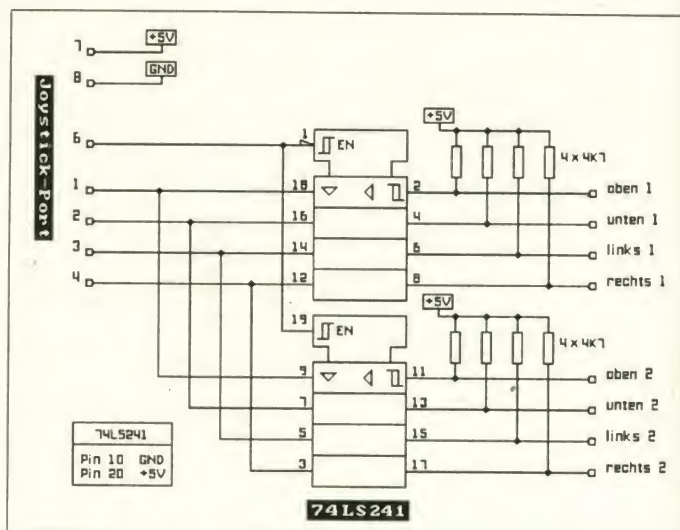 7 +5V
8 GND
Joystick-Port
6
1 EN
+5V
4 x 4K7
1 18 2 oben 1
2 16 4 unten 1
3 14 6 links 1
4 12 8 rechts 1
19 EN
+5V
4 x 4K7
9 11 oben 2
7 13 unten 2
5 15 links 2
3 17 rechts 2
74LS241
Pin 10 GND
Pin 20 +5V
74LS241